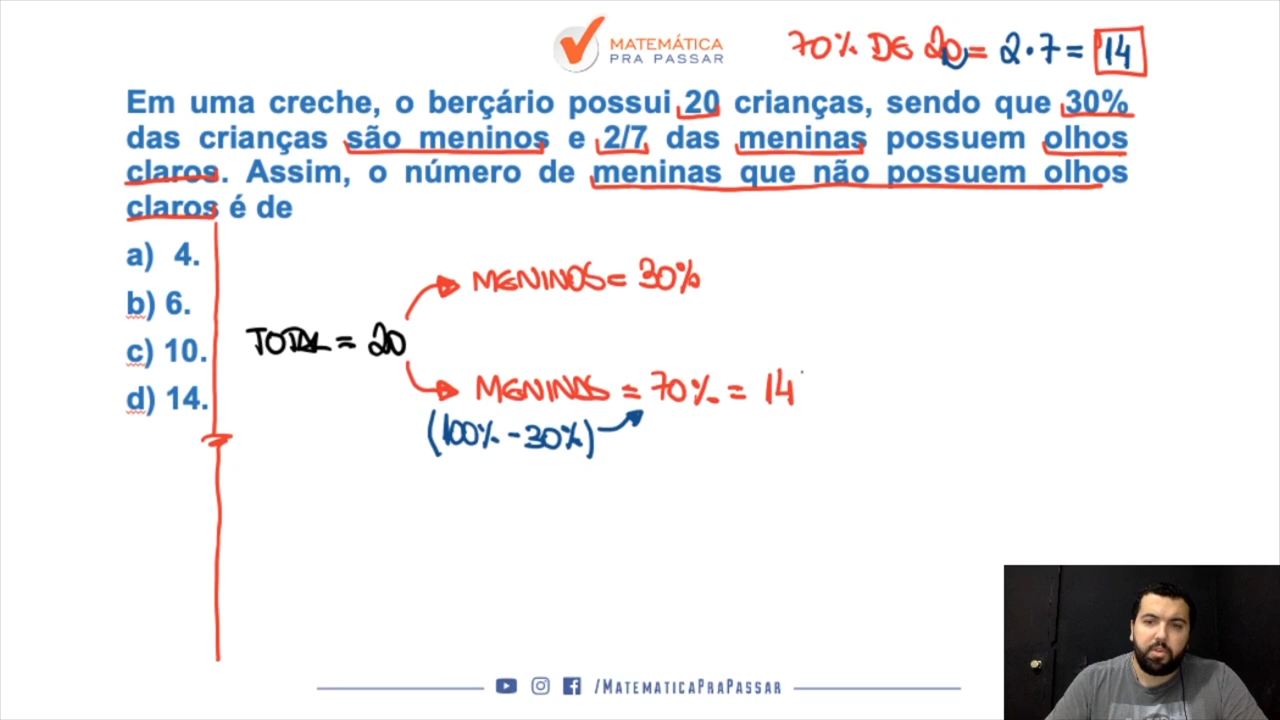 MATEMÁTICA
PRA PASSAR
70% DE 20 = 2 · 7 = 14
Em uma creche, o berçário possui 20 crianças, sendo que 30%
das crianças são meninos e 2/7 das meninas possuem olhos
claros. Assim, o número de meninas que não possuem olhos
claros é de
a) 4.
b) 6.
c) 10.
d) 14.
MENINOS = 30%
TOTAL = 20
MENINOS = 70% = 14
(100% - 30%)
/MATEMATICAPRAPASSAR